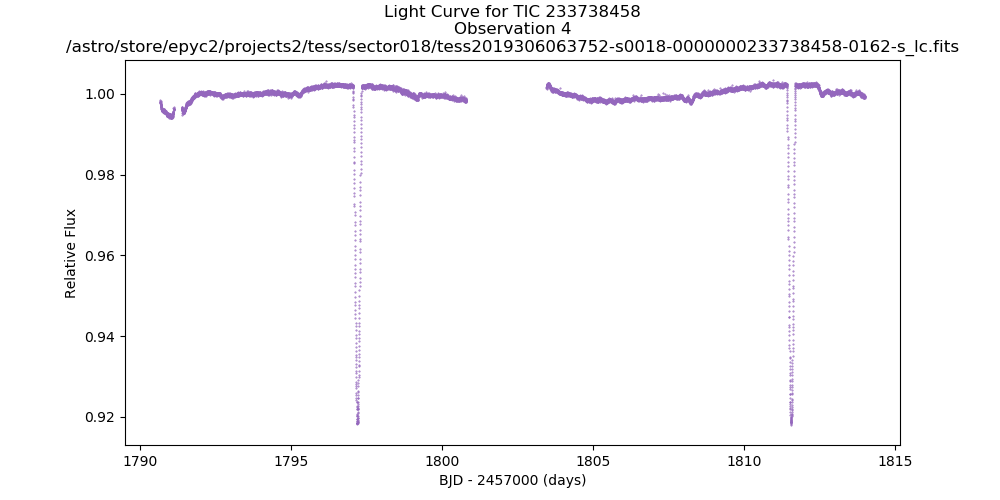 Light Curve for TIC 233738458
Observation 4
/astro/store/epyc2/projects2/tess/sector018/tess2019306063752-s0018-0000000233738458-0162-s_lc.fits
Relative Flux
1.00
0.98
0.96
0.94
0.92
1790
1795
1800
1805
1810
1815
BJD - 2457000 (days)